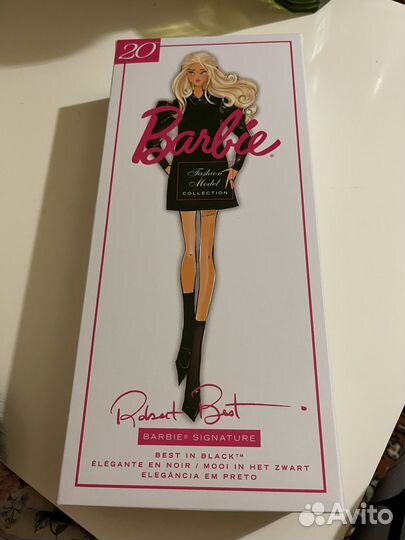 20
Barbie®
Fashion
Model
COLLECTION
Robert Best
BARBIE® SIGNATURE
BEST IN BLACK™
ÉLÉGANTE EN NOIR / MOOI IN HET ZWART
ELEGÂNCIA EM PRETO
Avito